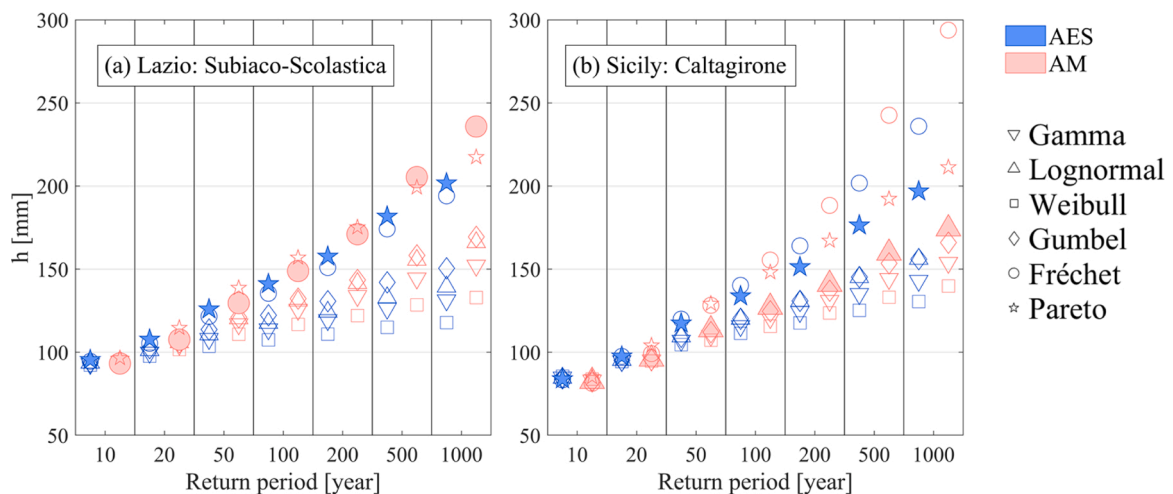 300
250
200
150
100
50
h [mm]
(a) Lazio: Subiaco-Scolastica
10 20 50 100 200 500 1000
Return period [year]
300
250
200
150
100
50
(b) Sicily: Caltagirone
10 20 50 100 200 500 1000
Return period [year]
AES
AM
Gamma
Lognormal
Weibull
Gumbel
Fréchet
Pareto